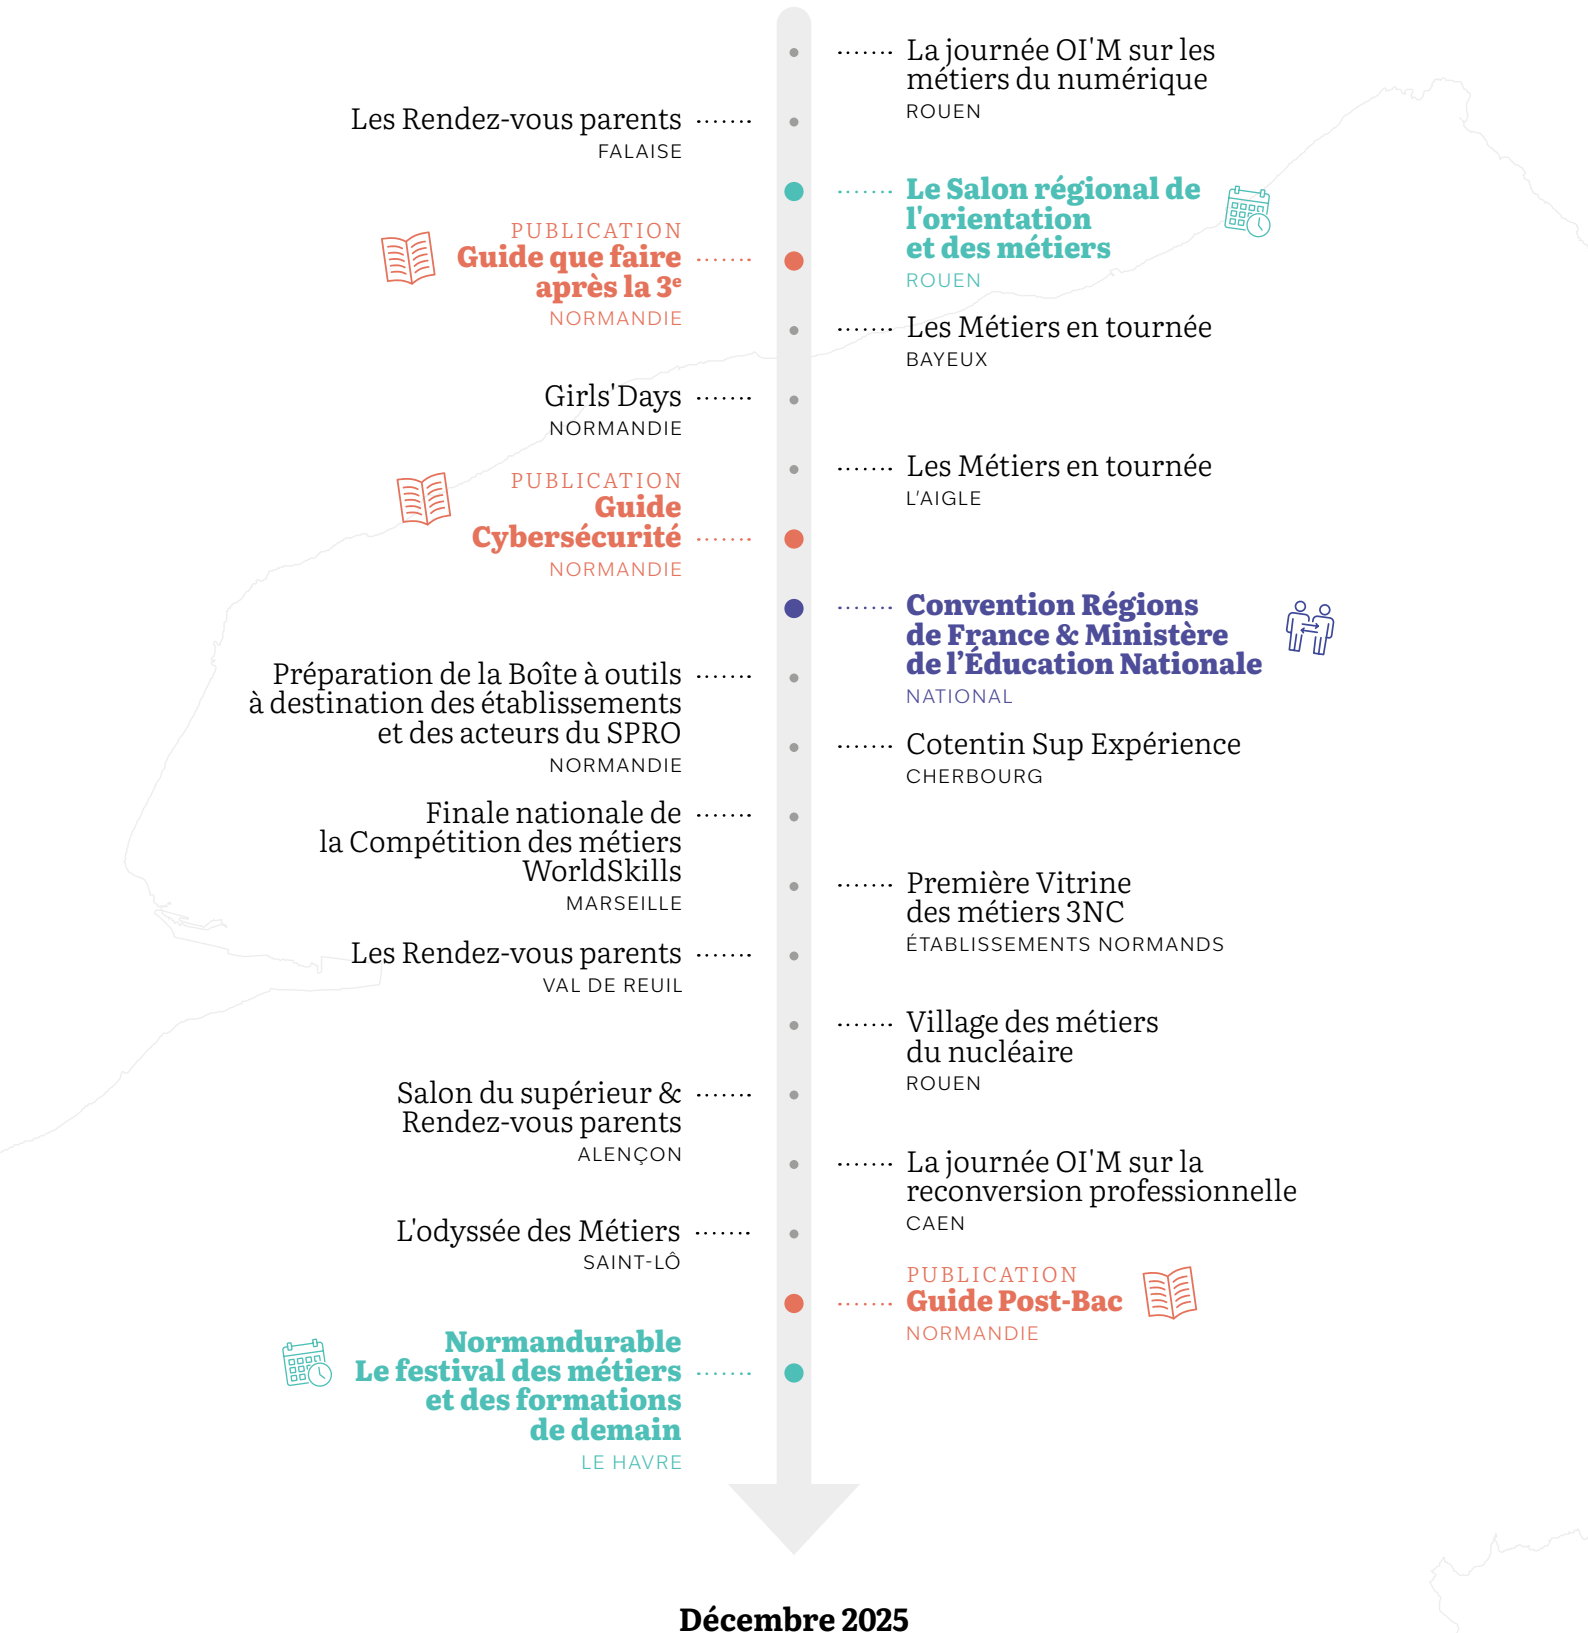 La journée OI'M sur les
métiers du numérique
ROUEN
Les Rendez-vous parents
FALAISE
Le Salon régional de
l'orientation
et des métiers
ROUEN
PUBLICATION
Guide que faire
après la 3e
NORMANDIE
Les Métiers en tournée
BAYEUX
Girls'Days
NORMANDIE
Les Métiers en tournée
L'AIGLE
PUBLICATION
Guide
Cybersécurité
NORMANDIE
Convention Régions
de France & Ministère
de l’Éducation Nationale
NATIONAL
Préparation de la Boîte à outils
à destination des établissements
et des acteurs du SPRO
NORMANDIE
Cotentin Sup Expérience
CHERBOURG
Finale nationale de
la Compétition des métiers
WorldSkills
MARSEILLE
Première Vitrine
des métiers 3NC
ÉTABLISSEMENTS NORMANDS
Les Rendez-vous parents
VAL DE REUIL
Village des métiers
du nucléaire
ROUEN
Salon du supérieur &
Rendez-vous parents
ALENÇON
La journée OI'M sur la
reconversion professionnelle
CAEN
L'odyssée des Métiers
SAINT-LÔ
PUBLICATION
Guide Post-Bac
NORMANDIE
Normandurable
Le festival des métiers
et des formations
de demain
LE HAVRE
Décembre 2025